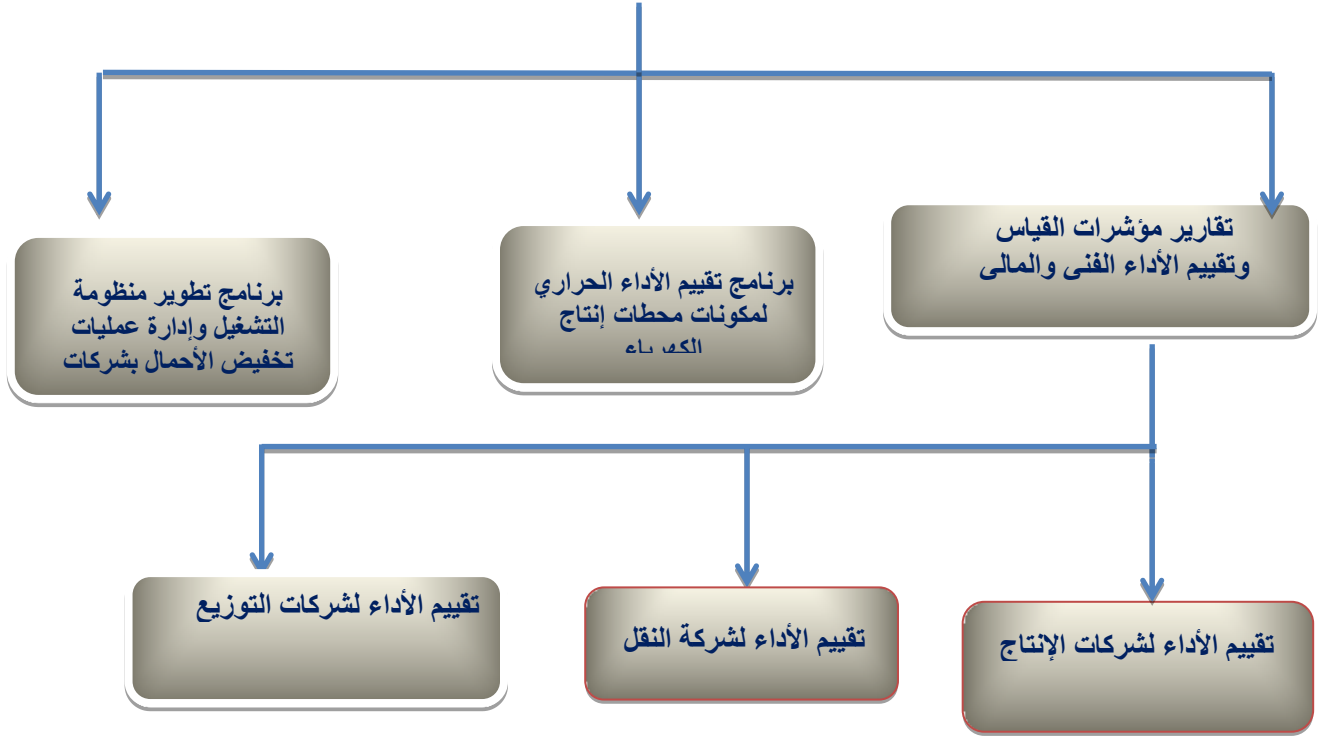 تقارير مؤشرات القياس
وتقييم الأداء الفنى والمالى
برنامج تقييم الأداء الحراري
لمكونات محطات إنتاج
الكهرباء
برنامج تطوير منظومة
التشغيل وإدارة عمليات
تخفيض الأحمال بشركات
تقييم الأداء لشركات الإنتاج
تقييم الأداء لشركة النقل
تقييم الأداء لشركات التوزيع